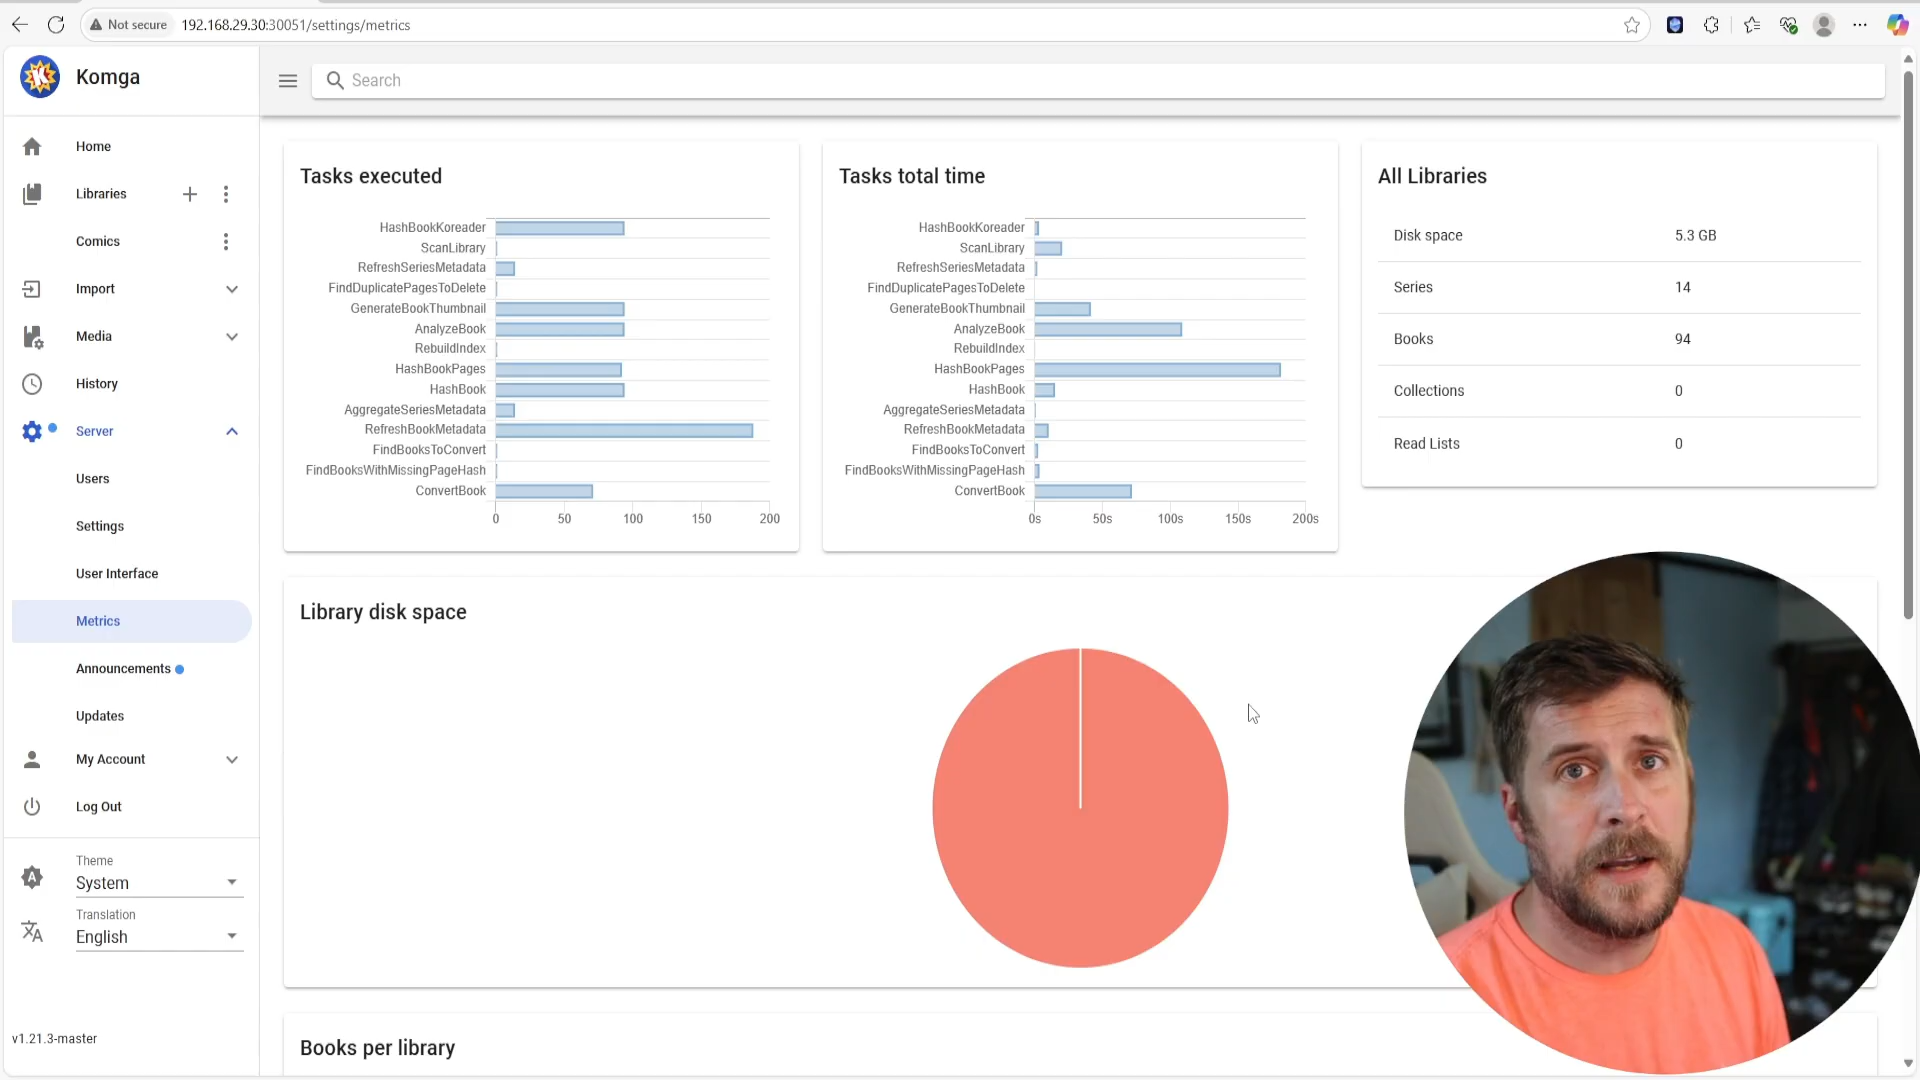 Not secure
192.168.29.30:30051/settings/metrics
Komga
Search
Home
Libraries
Comics
Import
Media
History
Server
Users
Settings
User Interface
Metrics
Announcements
Updates
My Account
Log Out
Theme
System
Translation
English
v1.21.3-master
Tasks executed
HashBookKoreader
ScanLibrary
RefreshSeriesMetadata
FindDuplicatePagesToDelete
GenerateBookThumbnail
AnalyzeBook
RebuildIndex
HashBookPages
HashBook
AggregateSeriesMetadata
RefreshBookMetadata
FindBooksToConvert
FindBooksWithMissingPageHash
ConvertBook
0 50 100 150 200
Tasks total time
HashBookKoreader
ScanLibrary
RefreshSeriesMetadata
FindDuplicatePagesToDelete
GenerateBookThumbnail
AnalyzeBook
RebuildIndex
HashBookPages
HashBook
AggregateSeriesMetadata
RefreshBookMetadata
FindBooksToConvert
FindBooksWithMissingPageHash
ConvertBook
0s 50s 100s 150s 200s
All Libraries
Disk space 5.3 GB
Series 14
Books 94
Collections 0
Read Lists 0
Library disk space
Books per library